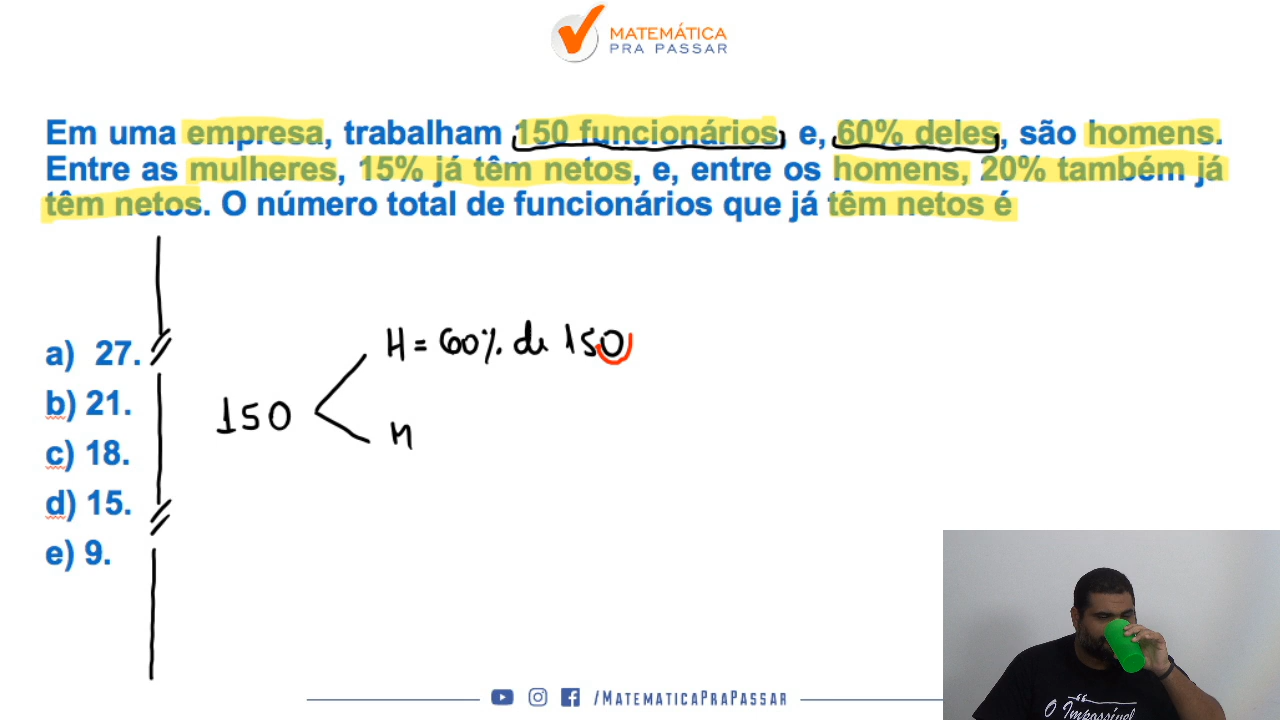 MATEMÁTICA
PRA PASSAR
Em uma empresa, trabalham 150 funcionários, e, 60% deles, são homens.
Entre as mulheres, 15% já têm netos, e, entre os homens, 20% também já
têm netos. O número total de funcionários que já têm netos é
a) 27.
b) 21.
c) 18.
d) 15.
e) 9.
H = 60% de 150
150
M
/MATEMATICAPRAPASSAR
O Impossível